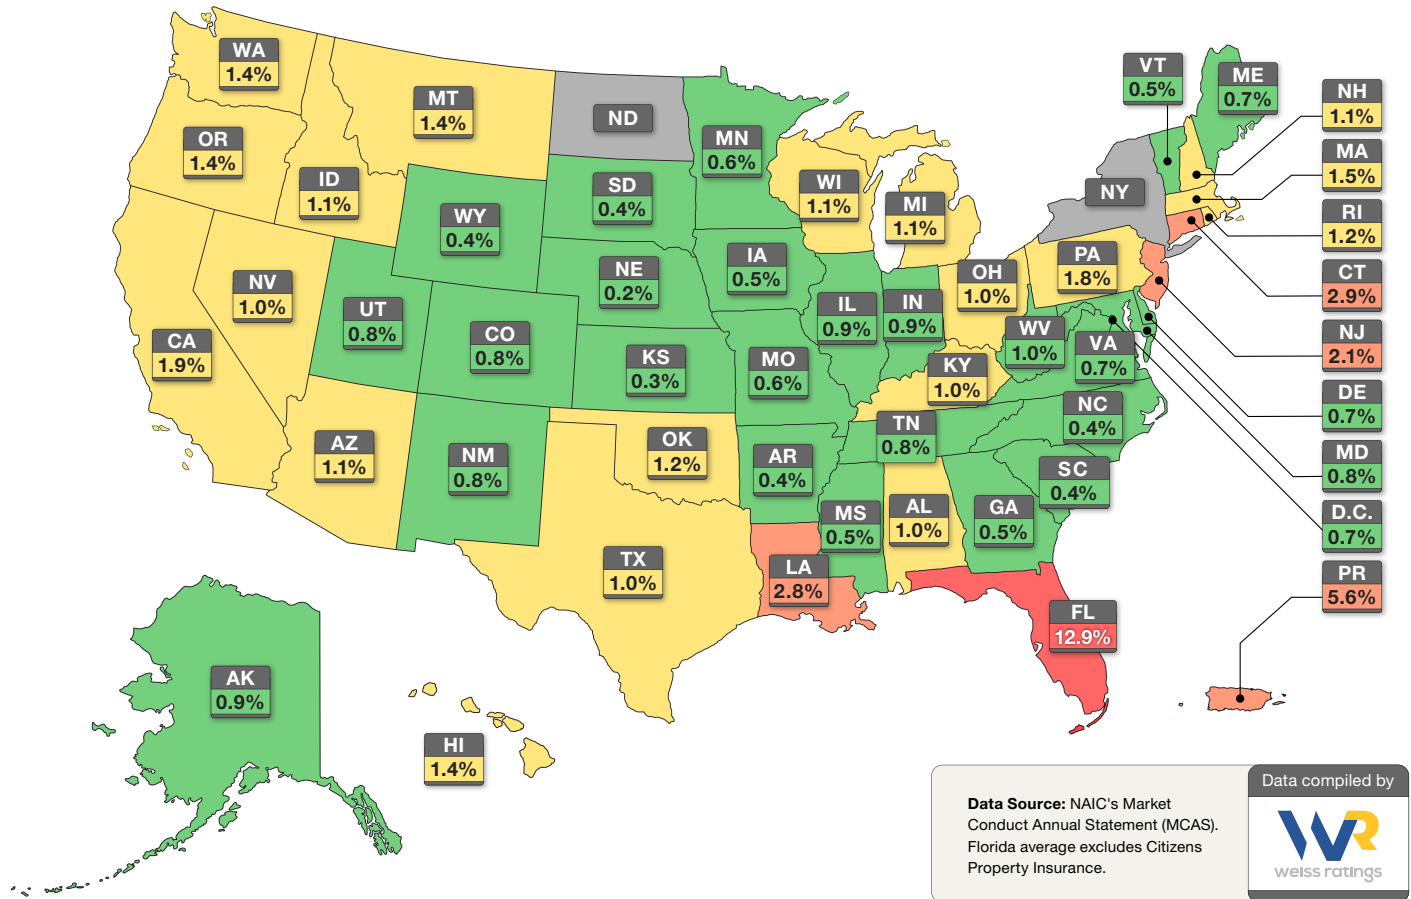 WA
1.4%
MT
1.4%
ND
MN
0.6%
VT
0.5%
ME
0.7%
NH
1.1%
OR
1.4%
ID
1.1%
WY
0.4%
SD
0.4%
WI
1.1%
MI
1.1%
NY
MA
1.5%
RI
1.2%
NV
1.0%
UT
0.8%
CO
0.8%
NE
0.2%
IA
0.5%
IL
0.9%
IN
0.9%
OH
1.0%
PA
1.8%
CT
2.9%
CA
1.9%
KS
0.3%
MO
0.6%
KY
1.0%
WV
1.0%
VA
0.7%
NJ
2.1%
DE
0.7%
AZ
1.1%
NM
0.8%
OK
1.2%
AR
0.4%
TN
0.8%
NC
0.4%
SC
0.4%
MD
0.8%
TX
1.0%
LA
2.8%
MS
0.5%
AL
1.0%
GA
0.5%
D.C.
0.7%
FL
12.9%
PR
5.6%
AK
0.9%
HI
1.4%
Data Source: NAIC's Market
Conduct Annual Statement (MCAS).
Florida average excludes Citizens
Property Insurance.
Data compiled by
WR
weiss ratings